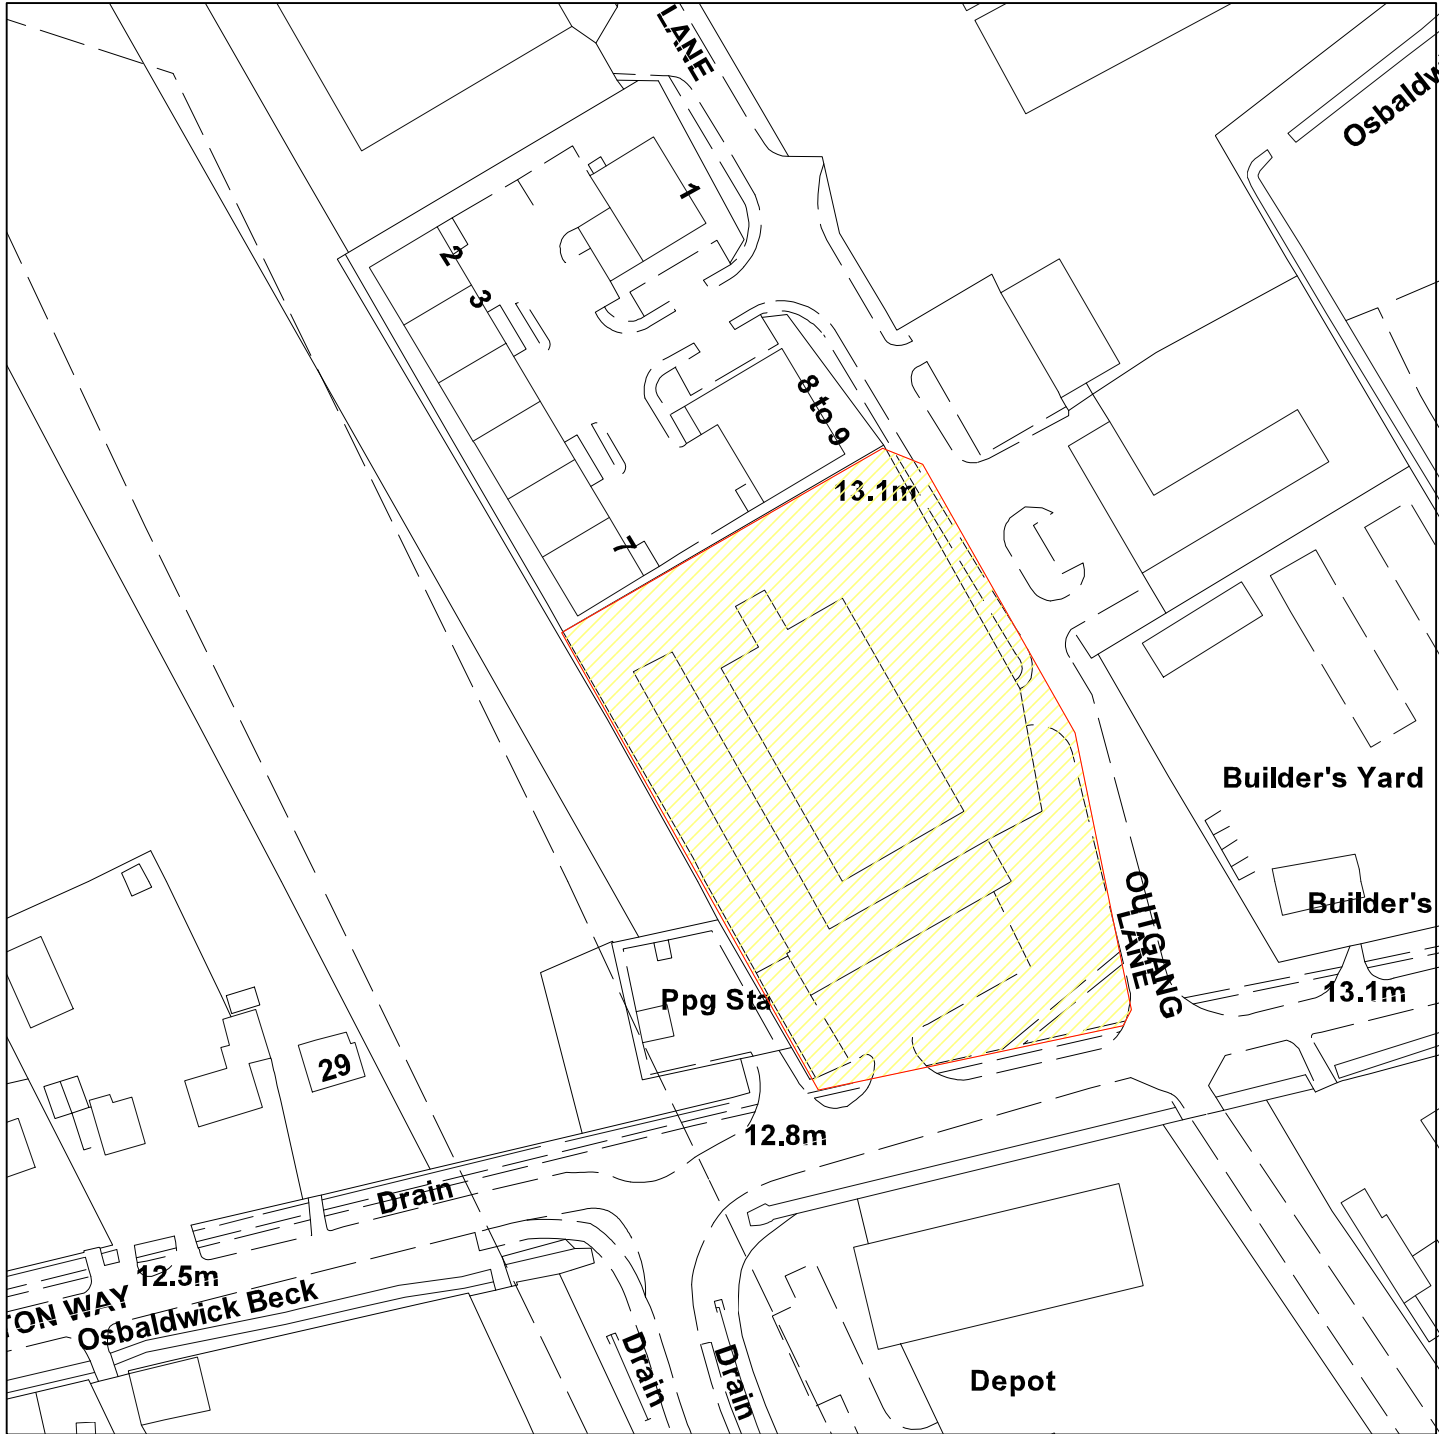 LANE
Osbaldw
1
2
3
8 to 9
13.1m
7
Builder's Yard
OUTGANG
LANE
Builder's
Ppg Sta
13.1m
29
12.8m
Drain
12.5m
TON WAY
Osbaldwick Beck
Drain
Drain
Depot